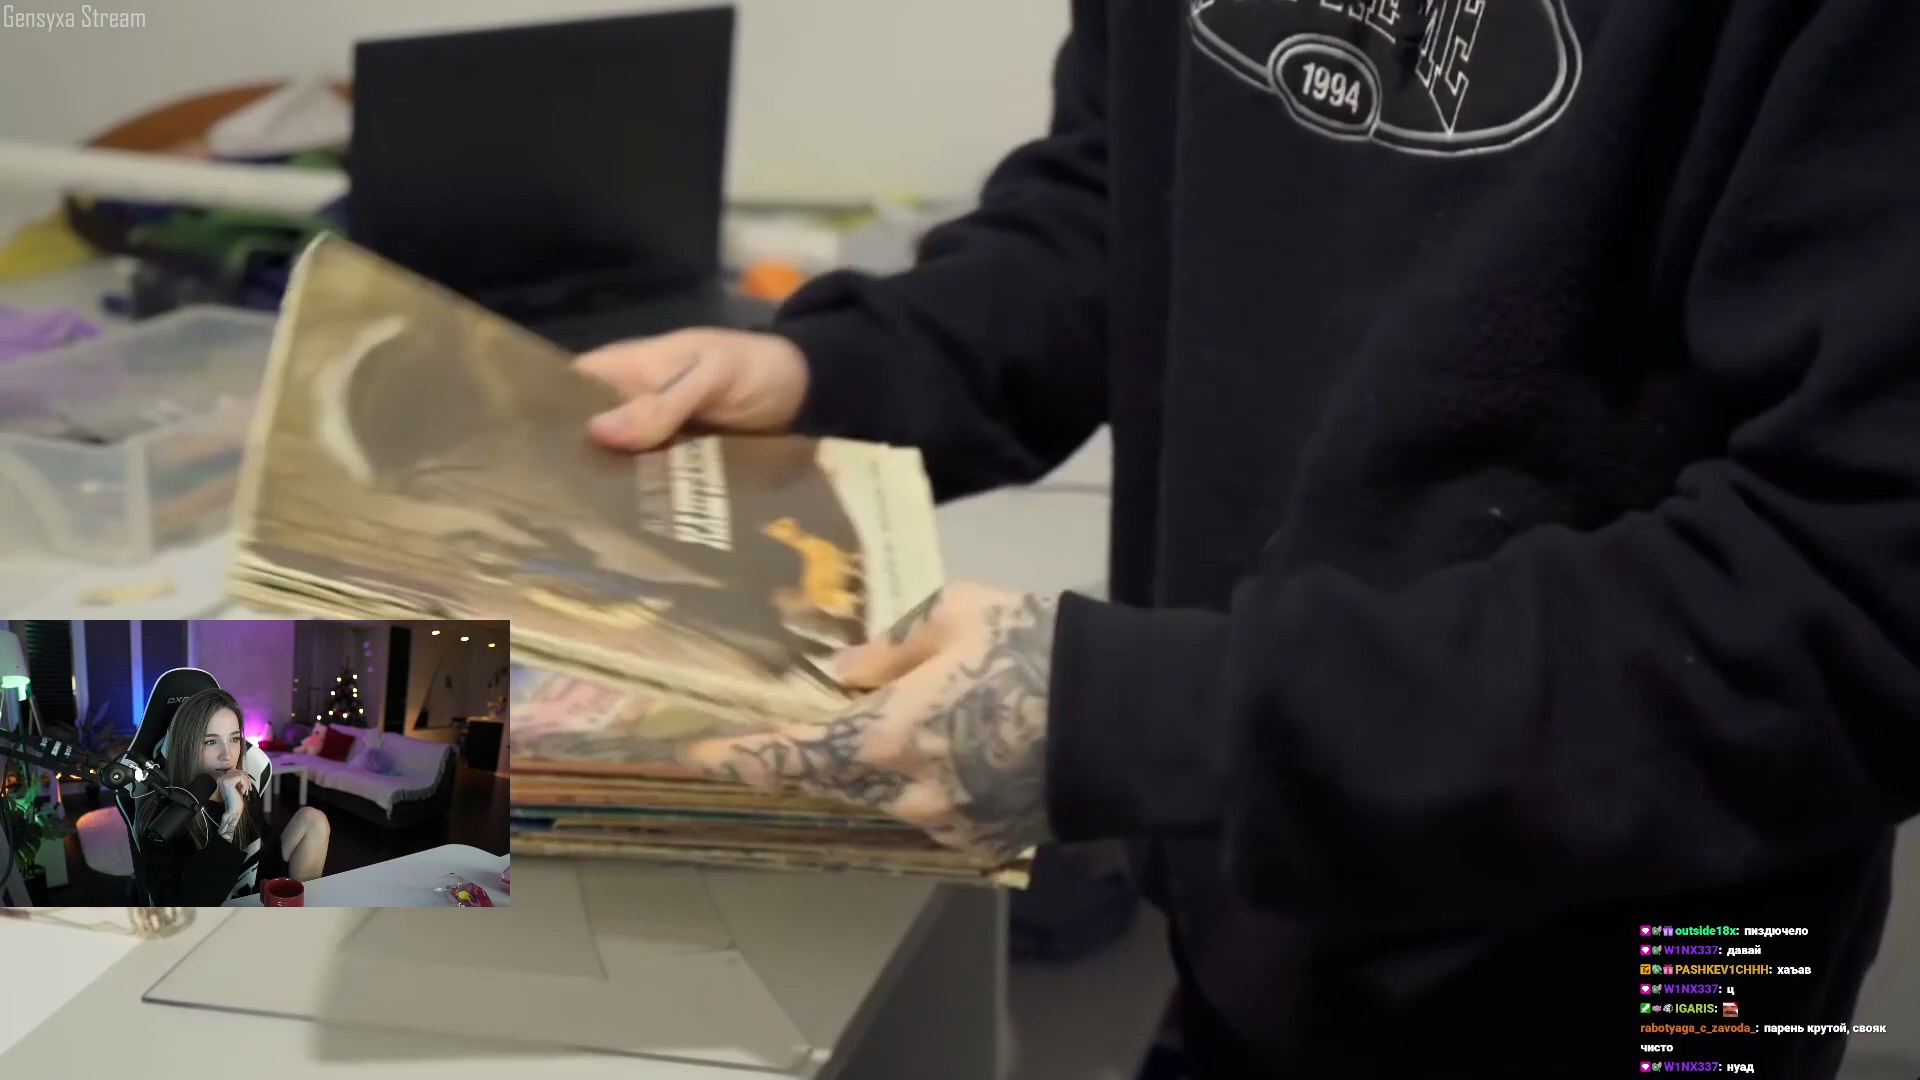 Gensyxa Stream
1994
outside18x: пиздючело
W1NX337: давай
PASHKEV1CHHH: хаъав
W1NX337: ц
IGARIS:
rabotyaga_c_zavoda_: парень крутой, свояк
чисто
W1NX337: нуад